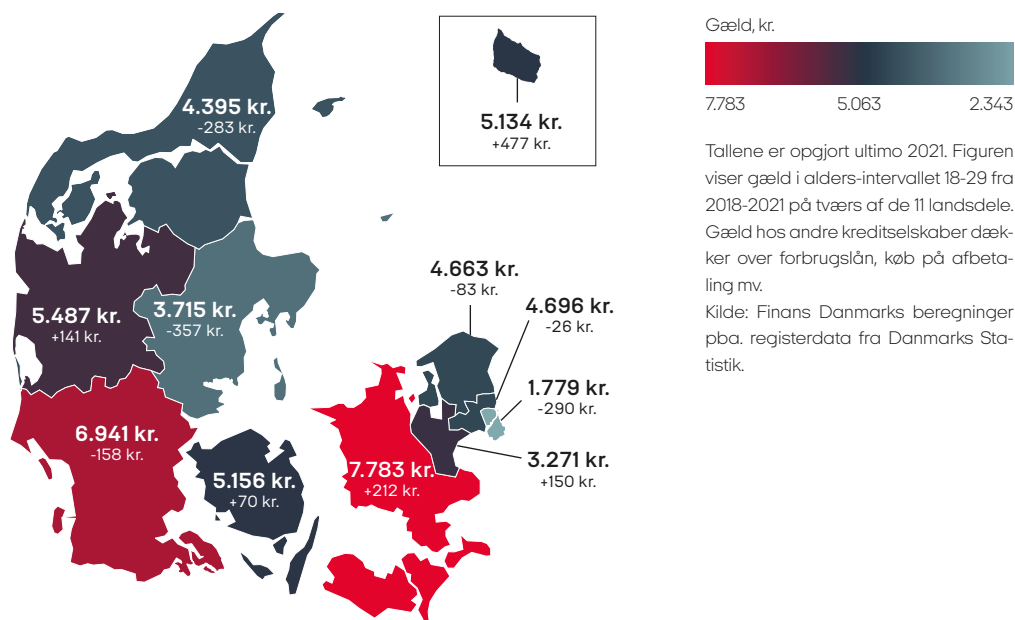 4.395 kr.
-283 kr.
5.134 kr.
+477 kr.
5.487 kr.
+141 kr.
3.715 kr.
-357 kr.
4.663 kr.
-83 kr.
4.696 kr.
-26 kr.
1.779 kr.
-290 kr.
3.271 kr.
+150 kr.
6.941 kr.
-158 kr.
5.156 kr.
+70 kr.
7.783 kr.
+212 kr.
Gæld, kr.
7.783 5.063 2.343
Tallene er opgjort ultimo 2021. Figuren
viser gæld i alders-intervallet 18-29 fra
2018-2021 på tværs af de 11 landsdele.
Gæld hos andre kreditselskaber dæk-
ker over forbrugslån, køb på afbeta-
ling mv.
Kilde: Finans Danmarks beregninger
pba. registerdata fra Danmarks Sta-
tistik.